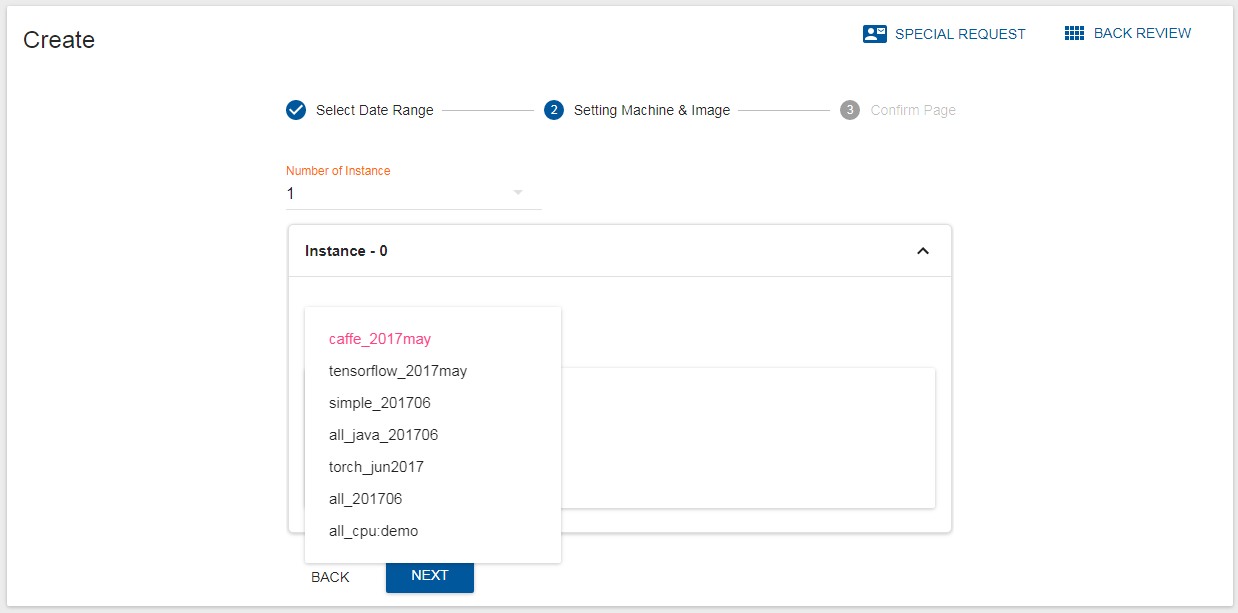 Create
SPECIAL REQUEST
BACK REVIEW
Select Date Range
2
Setting Machine & Image
3
Confirm Page
Number of Instance
1
Instance - 0
caffe_2017may
tensorflow_2017may
simple_201706
all_java_201706
torch_jun2017
all_201706
all_cpu:demo
BACK
NEXT